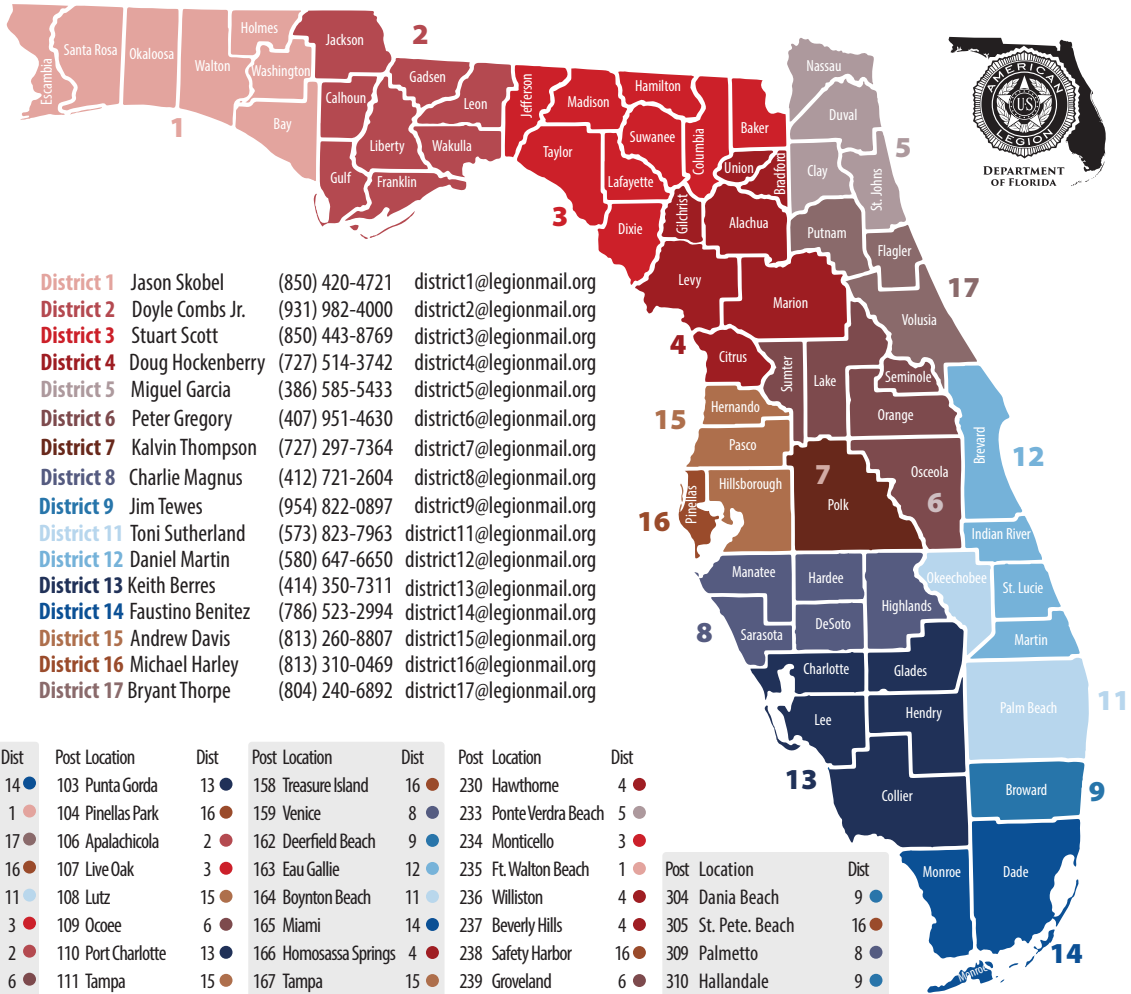 Escambia
Santa Rosa
Okaloosa
Walton
Holmes
Washington
Bay
1
Jackson
2
Calhoun
Gadsen
Leon
Liberty
Wakulla
Gulf
Franklin
Jefferson
Madison
Hamilton
Taylor
Suwanee
Columbia
Baker
Lafayette
Dixie
3
Union
Bradford
Gilchrist
Alachua
Levy
Marion
4
Citrus
Nassau
Duval
Clay
St. Johns
5
Putnam
Flagler
Volusia
17
Sumter
Lake
Seminole
Orange
Osceola
6
Hernando
15
Pasco
Hillsborough
Pinellas
16
7
Polk
Brevard
12
Indian River
St. Lucie
Martin
Okeechobee
Manatee
Hardee
Highlands
DeSoto
Sarasota
8
Charlotte
Glades
Lee
Hendry
13
Collier
Palm Beach
11
Broward
9
Monroe
Dade
Monroe
14
AMERICAN
US
LEGION
DEPARTMENT
OF FLORIDA
District 1 Jason Skobel (850) 420-4721 district1@legionmail.org
District 2 Doyle Combs Jr. (931) 982-4000 district2@legionmail.org
District 3 Stuart Scott (850) 443-8769 district3@legionmail.org
District 4 Doug Hockenberry (727) 514-3742 district4@legionmail.org
District 5 Miguel Garcia (386) 585-5433 district5@legionmail.org
District 6 Peter Gregory (407) 951-4630 district6@legionmail.org
District 7 Kalvin Thompson (727) 297-7364 district7@legionmail.org
District 8 Charlie Magnus (412) 721-2604 district8@legionmail.org
District 9 Jim Tewes (954) 822-0897 district9@legionmail.org
District 11 Toni Sutherland (573) 823-7963 district11@legionmail.org
District 12 Daniel Martin (580) 647-6650 district12@legionmail.org
District 13 Keith Berres (414) 350-7311 district13@legionmail.org
District 14 Faustino Benitez (786) 523-2994 district14@legionmail.org
District 15 Andrew Davis (813) 260-8807 district15@legionmail.org
District 16 Michael Harley (813) 310-0469 district16@legionmail.org
District 17 Bryant Thorpe (804) 240-6892 district17@legionmail.org
Dist
14
1
17
16
11
3
2
6
Post Location Dist
103 Punta Gorda 13
104 Pinellas Park 16
106 Apalachicola 2
107 Live Oak 3
108 Lutz 15
109 Ocoee 6
110 Port Charlotte 13
111 Tampa 15
Post Location Dist
158 Treasure Island 16
159 Venice 8
162 Deerfield Beach 9
163 Eau Gallie 12
164 Boynton Beach 11
165 Miami 14
166 Homosassa Springs 4
167 Tampa 15
Post Location Dist
230 Hawthorne 4
233 Ponte Verdra Beach 5
234 Monticello 3
235 Ft. Walton Beach 1
236 Williston 4
237 Beverly Hills 4
238 Safety Harbor 16
239 Groveland 6
Post Location Dist
304 Dania Beach 9
305 St. Pete. Beach 16
309 Palmetto 8
310 Hallandale 9